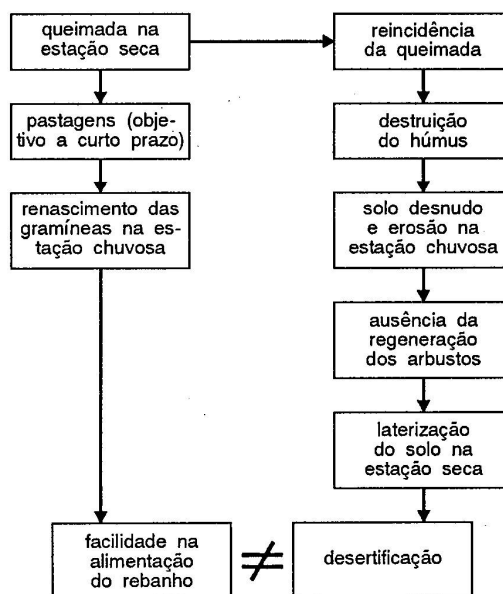 queimada na
estação seca
reincidência
da queimada
pastagens (obje-
tivo a curto prazo)
destruição
do húmus
renascimento das
gramíneas na es-
tação chuvosa
solo desnudo
e erosão na
estação chuvosa
ausência da
regeneração
dos arbustos
laterização
do solo na
estação seca
facilidade na
alimentação
do rebanho
≠
desertificação